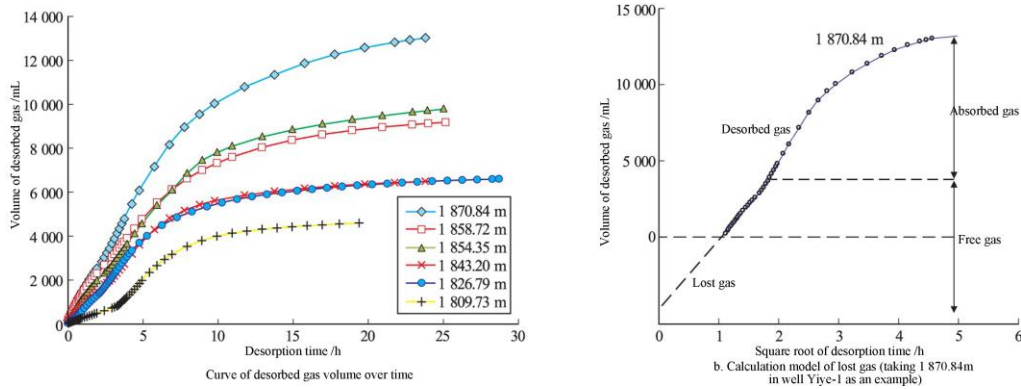 14 000
12 000
10 000
8 000
6 000
4 000
2 000
0
Volume of desorbed gas /mL
0
5
10
15
20
25
30
Desorption time /h
1 870.84 m
1 858.72 m
1 854.35 m
1 843.20 m
1 826.79 m
1 809.73 m
Curve of desorbed gas volume over time
15 000
10 000
5 000
0
Volume of desorbed gas /mL
1 870.84 m
Desorbed gas
Absorbed gas
Free gas
Lost gas
0
1
2
3
4
5
6
Square root of desorption time /h
b. Calculation model of lost gas (taking 1 870.84m
in well Yiye-1 as an example)